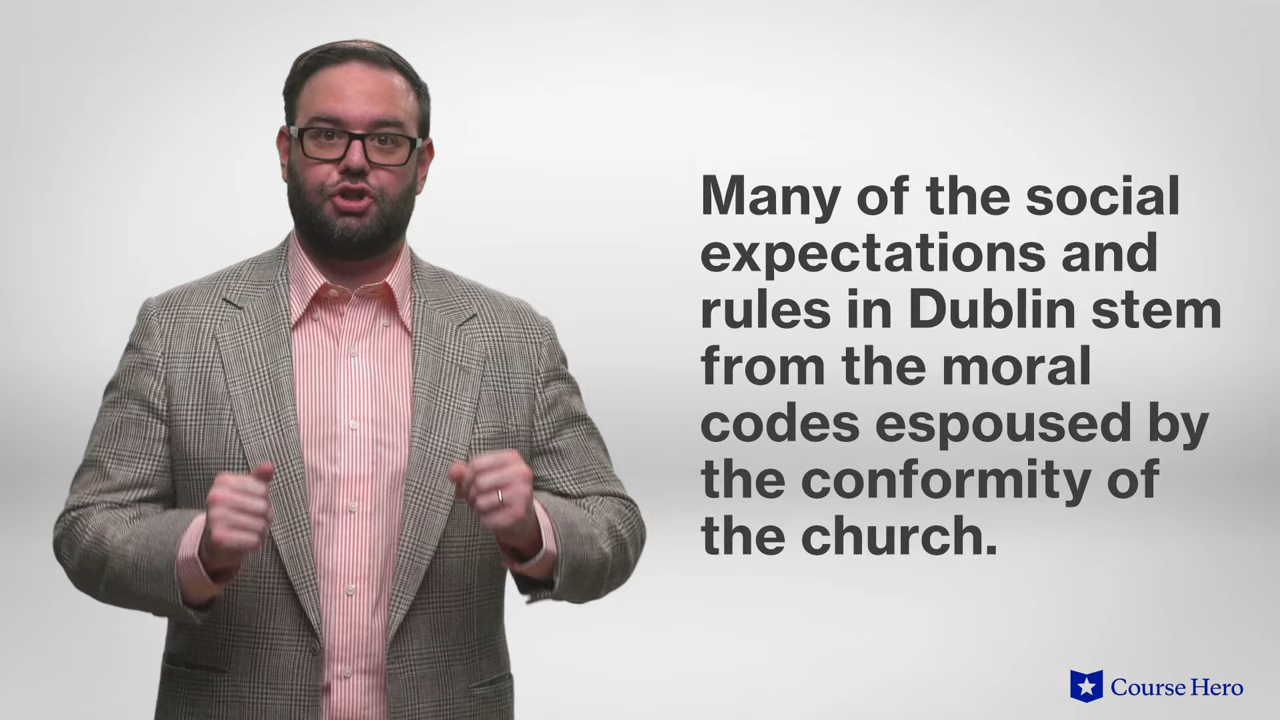 Many of the social
expectations and
rules in Dublin stem
from the moral
codes espoused by
the conformity of
the church.
Course Hero